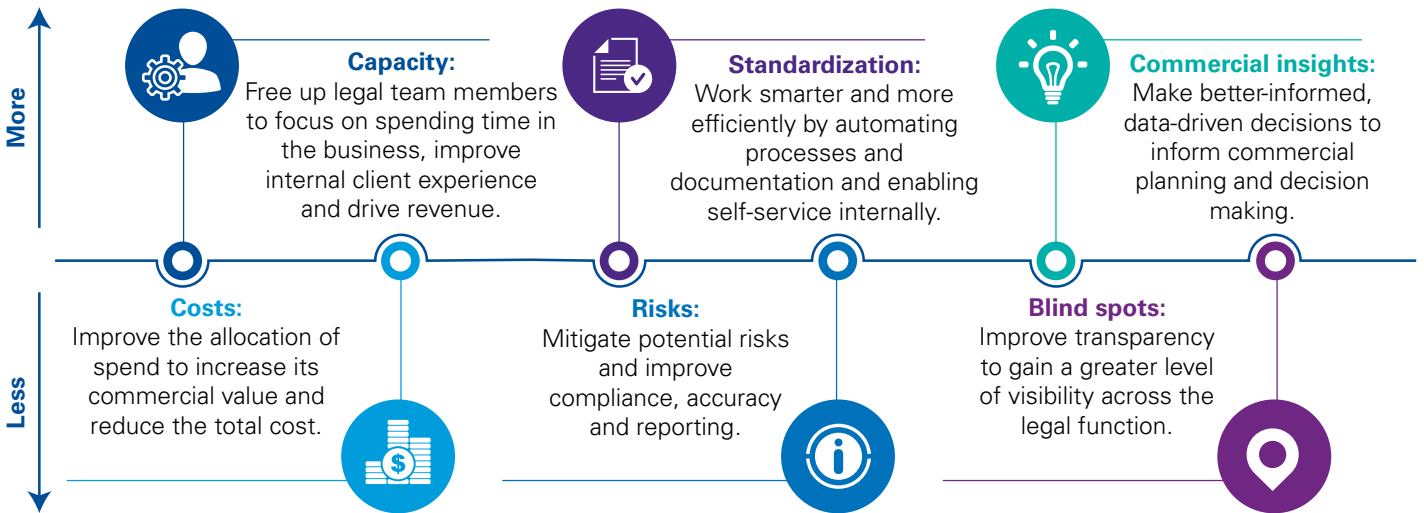 More
Capacity:
Free up legal team members
to focus on spending time in
the business, improve
internal client experience
and drive revenue.
Standardization:
Work smarter and more
efficiently by automating
processes and
documentation and enabling
self-service internally.
Commercial insights:
Make better-informed,
data-driven decisions to
inform commercial
planning and decision
making.
Less
Costs:
Improve the allocation of
spend to increase its
commercial value and
reduce the total cost.
$
Risks:
Mitigate potential risks
and improve
compliance, accuracy
and reporting.
i
Blind spots:
Improve transparency
to gain a greater level
of visibility across the
legal function.